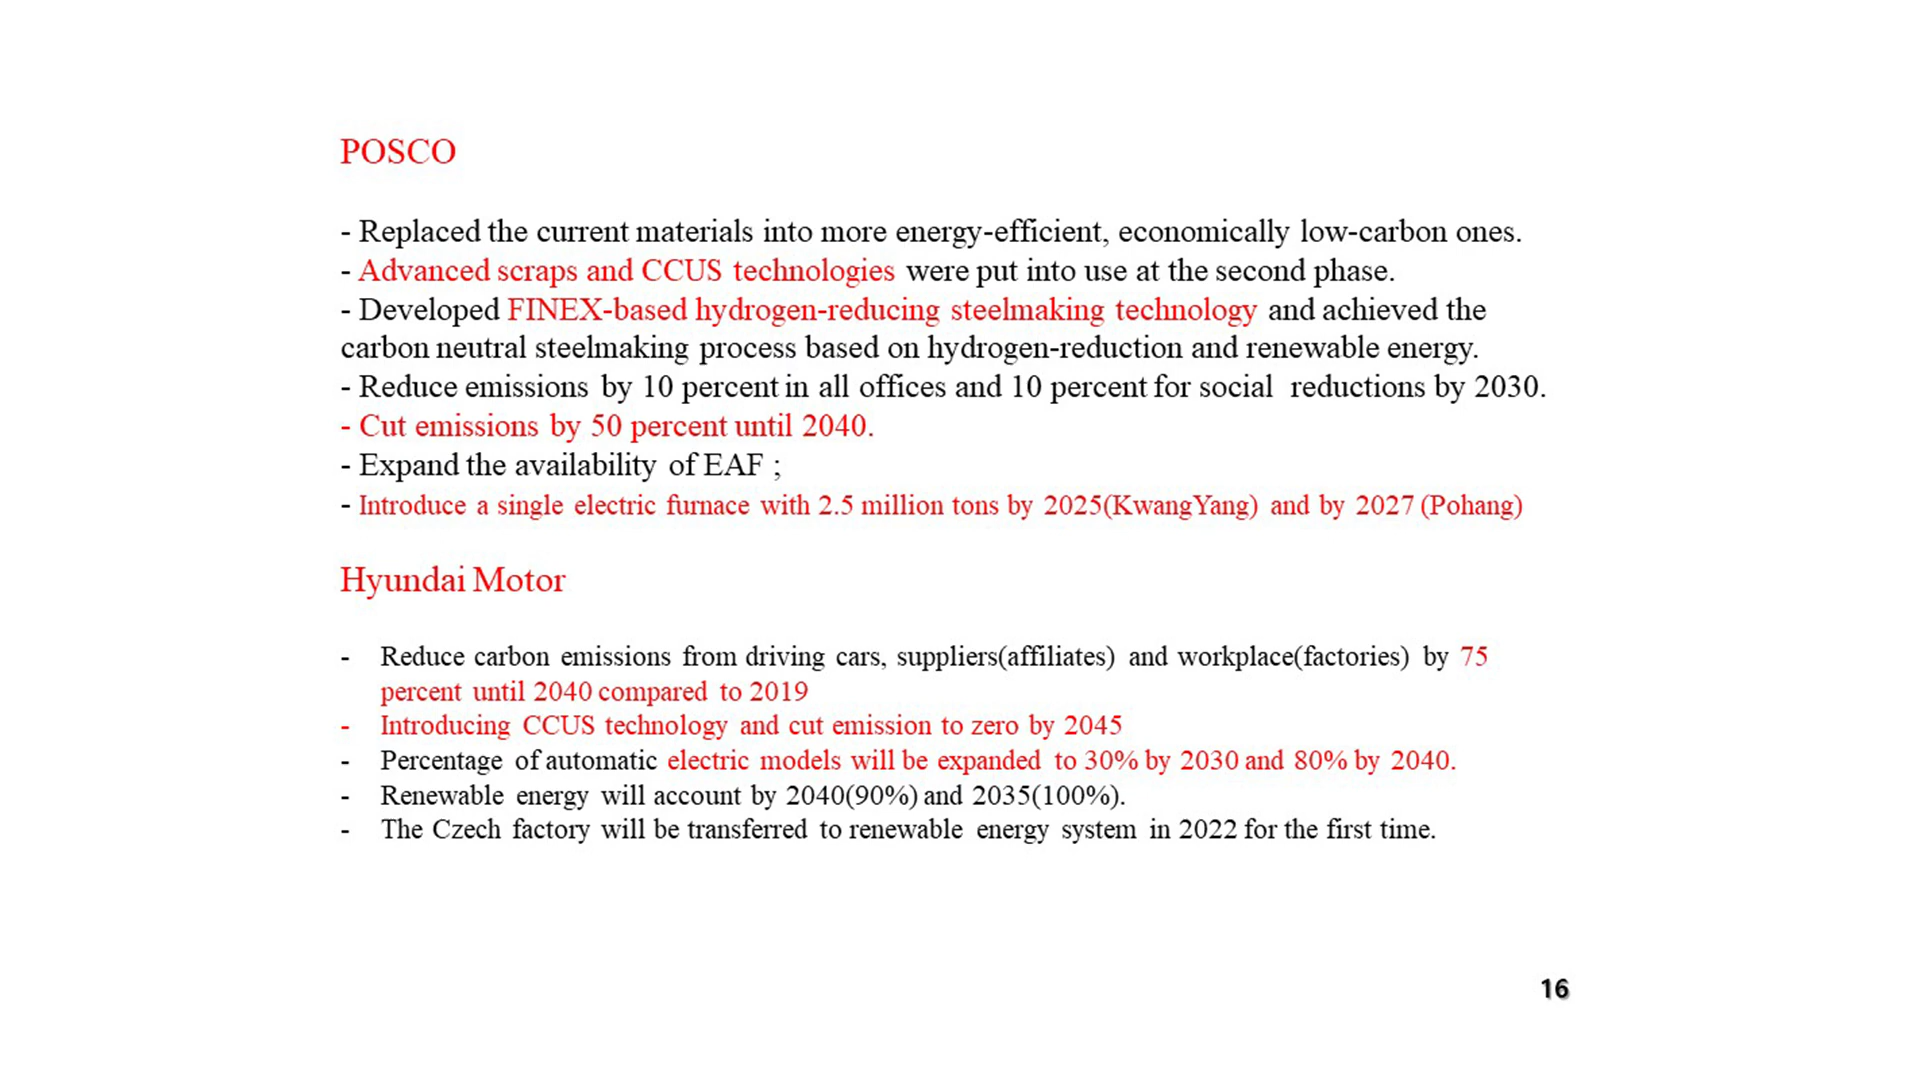 POSCO
- Replaced the current materials into more energy-efficient, economically low-carbon ones.
- Advanced scraps and CCUS technologies were put into use at the second phase.
- Developed FINEX-based hydrogen-reducing steelmaking technology and achieved the
carbon neutral steelmaking process based on hydrogen-reduction and renewable energy.
- Reduce emissions by 10 percent in all offices and 10 percent for social reductions by 2030.
- Cut emissions by 50 percent until 2040.
- Expand the availability of EAF ;
- Introduce a single electric furnace with 2.5 million tons by 2025(KwangYang) and by 2027 (Pohang)
Hyundai Motor
- Reduce carbon emissions from driving cars, suppliers(affiliates) and workplace(factories) by 75
percent until 2040 compared to 2019
- Introducing CCUS technology and cut emission to zero by 2045
- Percentage of automatic electric models will be expanded to 30% by 2030 and 80% by 2040.
- Renewable energy will account by 2040(90%) and 2035(100%).
- The Czech factory will be transferred to renewable energy system in 2022 for the first time.
16